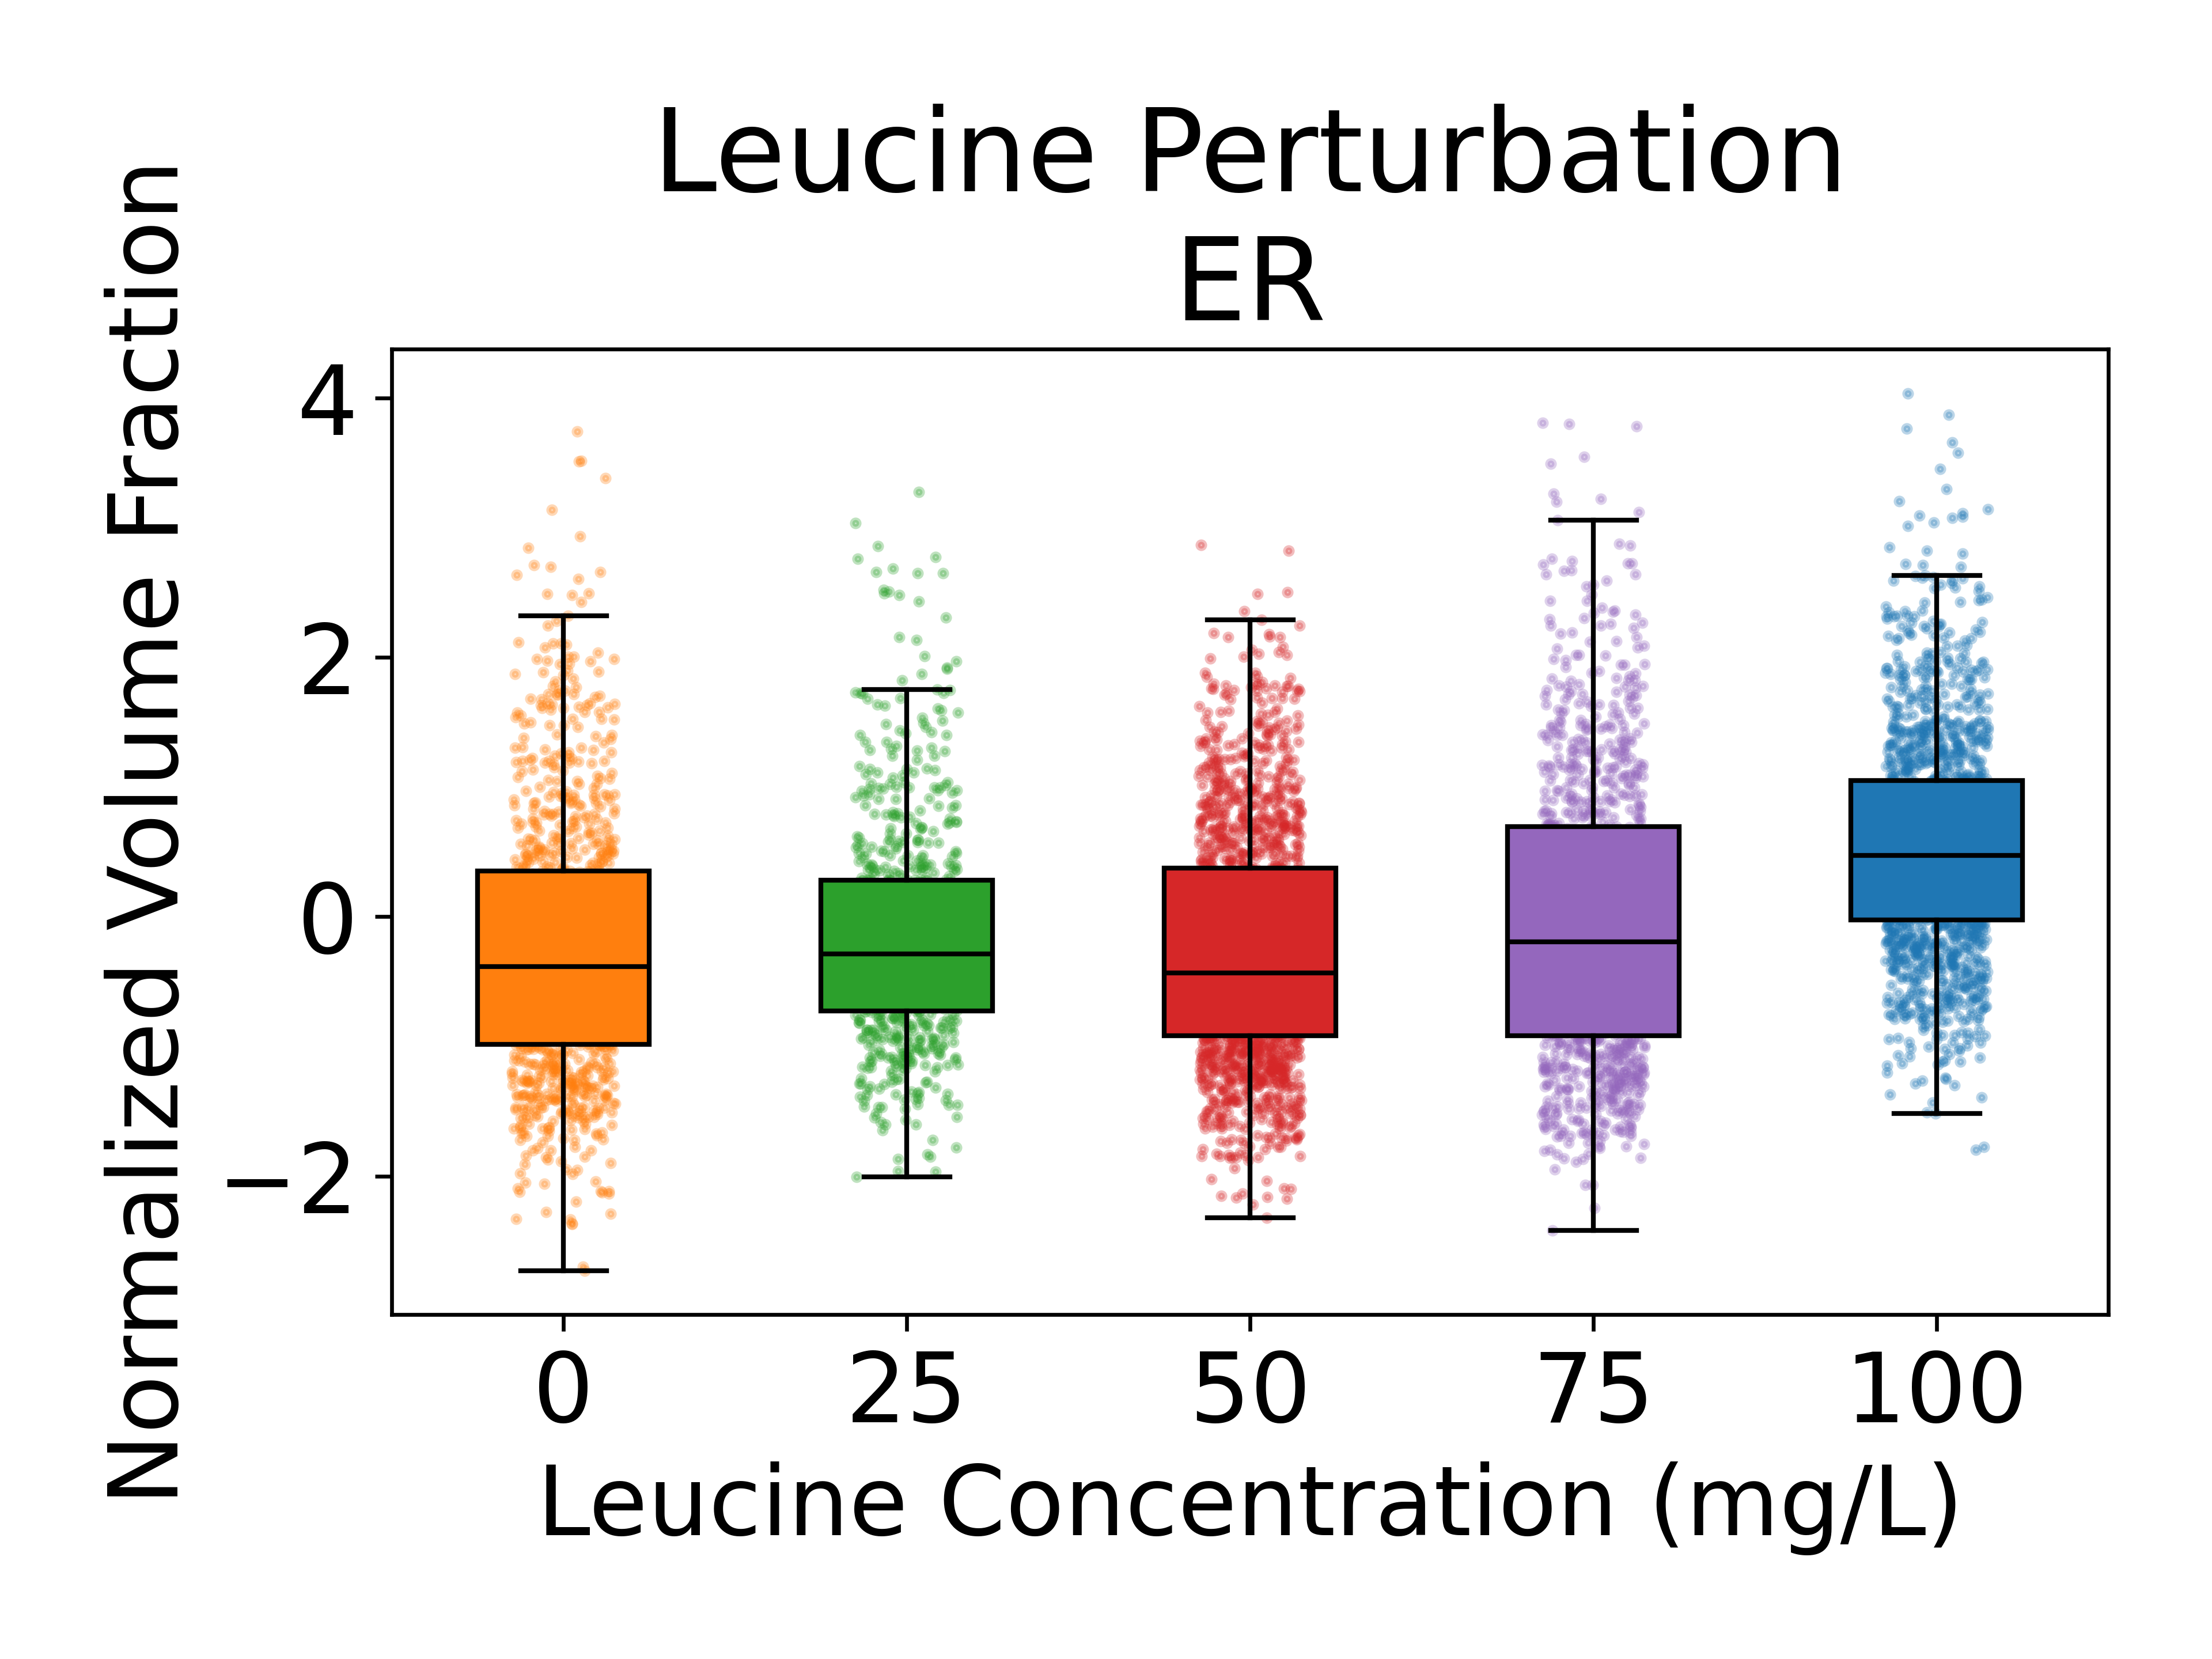 Leucine Perturbation
ER
Normalized Volume Fraction
4
2
0
−2
0 25 50 75 100
Leucine Concentration (mg/L)